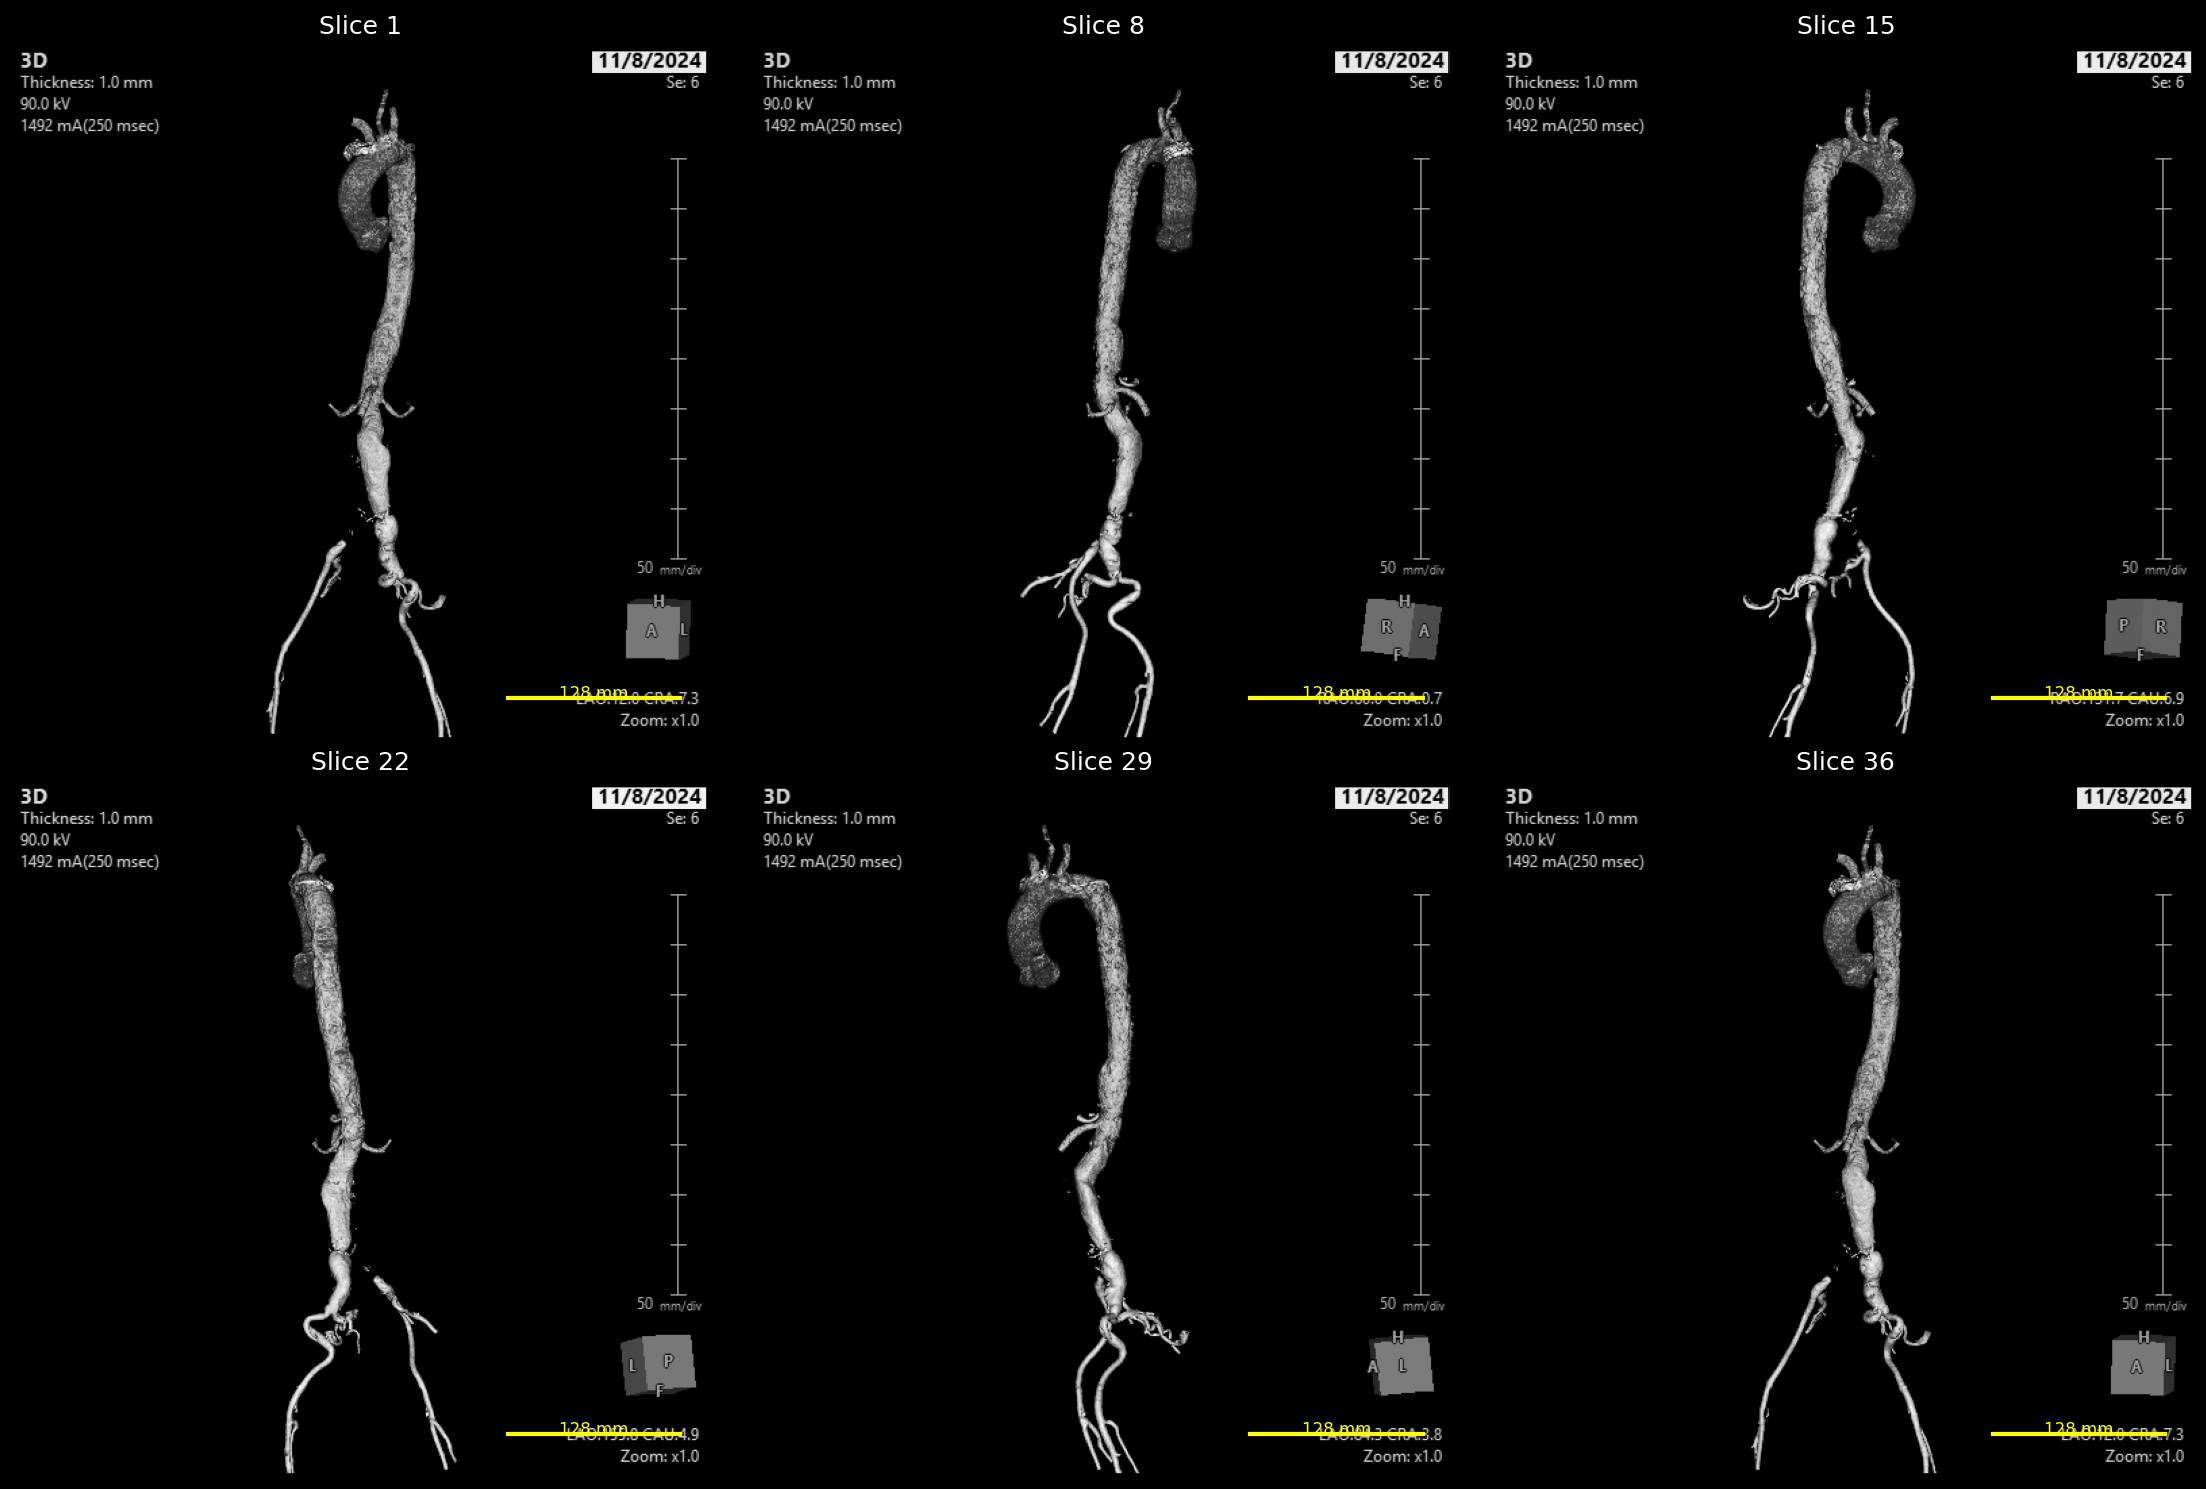 Slice 1
3D
11/8/2024
Thickness: 1.0 mm
Se: 6
90.0 kV
1492 mA(250 msec)
50 mm/div
H
A L
128 mm
Zoom: x1.0
Slice 8
3D
11/8/2024
Thickness: 1.0 mm
Se: 6
90.0 kV
1492 mA(250 msec)
50 mm/div
H
R A
F
128 mm
Zoom: x1.0
Slice 15
3D
11/8/2024
Thickness: 1.0 mm
Se: 6
90.0 kV
1492 mA(250 msec)
50 mm/div
P R
F
128 mm
Zoom: x1.0
Slice 22
3D
11/8/2024
Thickness: 1.0 mm
Se: 6
90.0 kV
1492 mA(250 msec)
50 mm/div
L P
F
128 mm
Zoom: x1.0
Slice 29
3D
11/8/2024
Thickness: 1.0 mm
Se: 6
90.0 kV
1492 mA(250 msec)
50 mm/div
H
A L
128 mm
Zoom: x1.0
Slice 36
3D
11/8/2024
Thickness: 1.0 mm
Se: 6
90.0 kV
1492 mA(250 msec)
50 mm/div
H
A L
128 mm
Zoom: x1.0